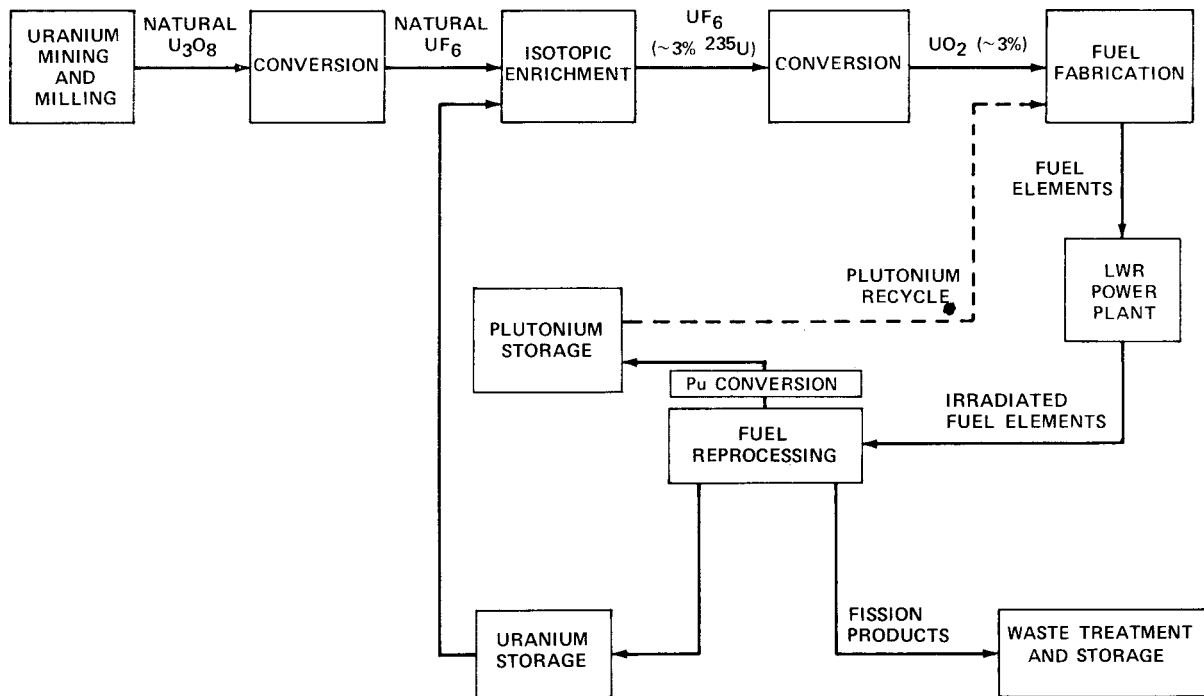 URANIUM
MINING
AND
MILLING
NATURAL
U₃O₈
CONVERSION
NATURAL
UF₆
ISOTOPIC
ENRICHMENT
UF₆
(~3% ²³⁵U)
CONVERSION
UO₂ (~3%)
FUEL
FABRICATION
FUEL
ELEMENTS
LWR
POWER
PLANT
PLUTONIUM
RECYCLE
PLUTONIUM
STORAGE
Pu CONVERSION
FUEL
REPROCESSING
IRRADIATED
FUEL ELEMENTS
URANIUM
STORAGE
FISSION
PRODUCTS
WASTE TREATMENT
AND STORAGE